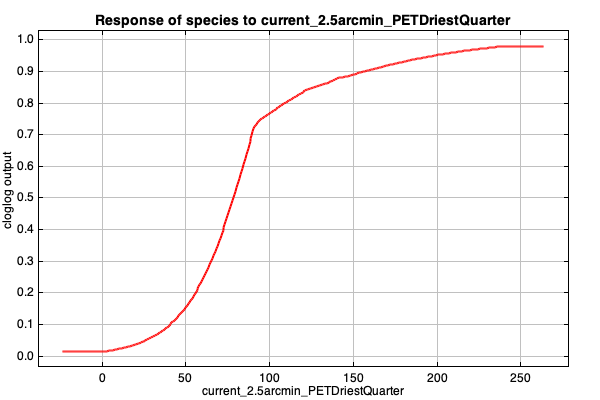 Response of species to current_2.5arcmin_PETDriestQuarter
1.0
0.9
0.8
0.7
0.6
0.5
0.4
0.3
0.2
0.1
0.0
cloglog output
0 50 100 150 200 250
current_2.5arcmin_PETDriestQuarter